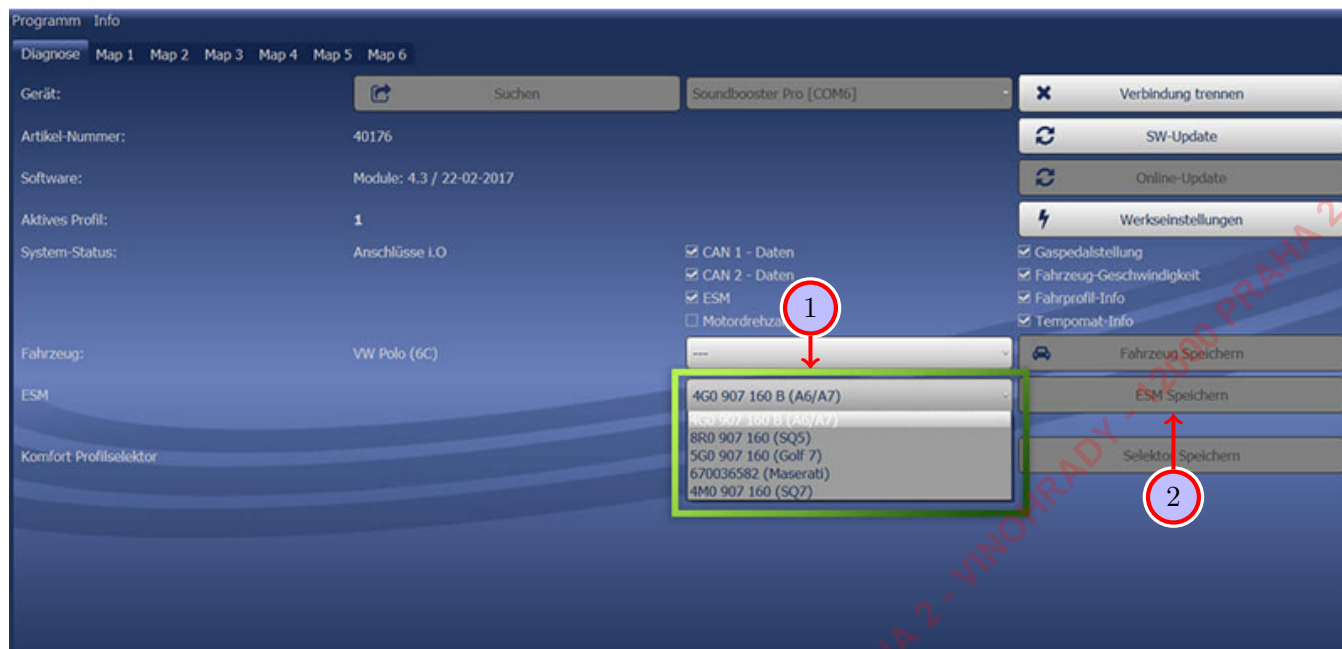 Programm Info
Diagnose Map 1 Map 2 Map 3 Map 4 Map 5 Map 6
Gerät: Suchen Soundbooster Pro [COM6] Verbindung trennen
Artikel-Nummer: 40176 SW-Update
Software: Module: 4.3 / 22-02-2017 Online-Update
Aktives Profil: 1 Werkseinstellungen
System-Status: Anschlüsse i.O CAN 1 - Daten Gaspedalstellung
CAN 2 - Daten Fahrzeug-Geschwindigkeit
ESM Fahrprofil-Info
1
Tempomat-Info
Fahrzeug: VW Polo (6C) --- Fahrzeug Speichern
ESM 4G0 907 160 B (A6/A7) ESM Speichern
4G0 907 160 B (A6/A7)
8R0 907 160 (SQ5)
5G0 907 160 (Golf 7)
Komfort Profilselektor Selektor Speichern
670036582 (Maserati)
4M0 907 160 (SQ7)
2
2 - VINOHRADY - 12000 PRAHA 2